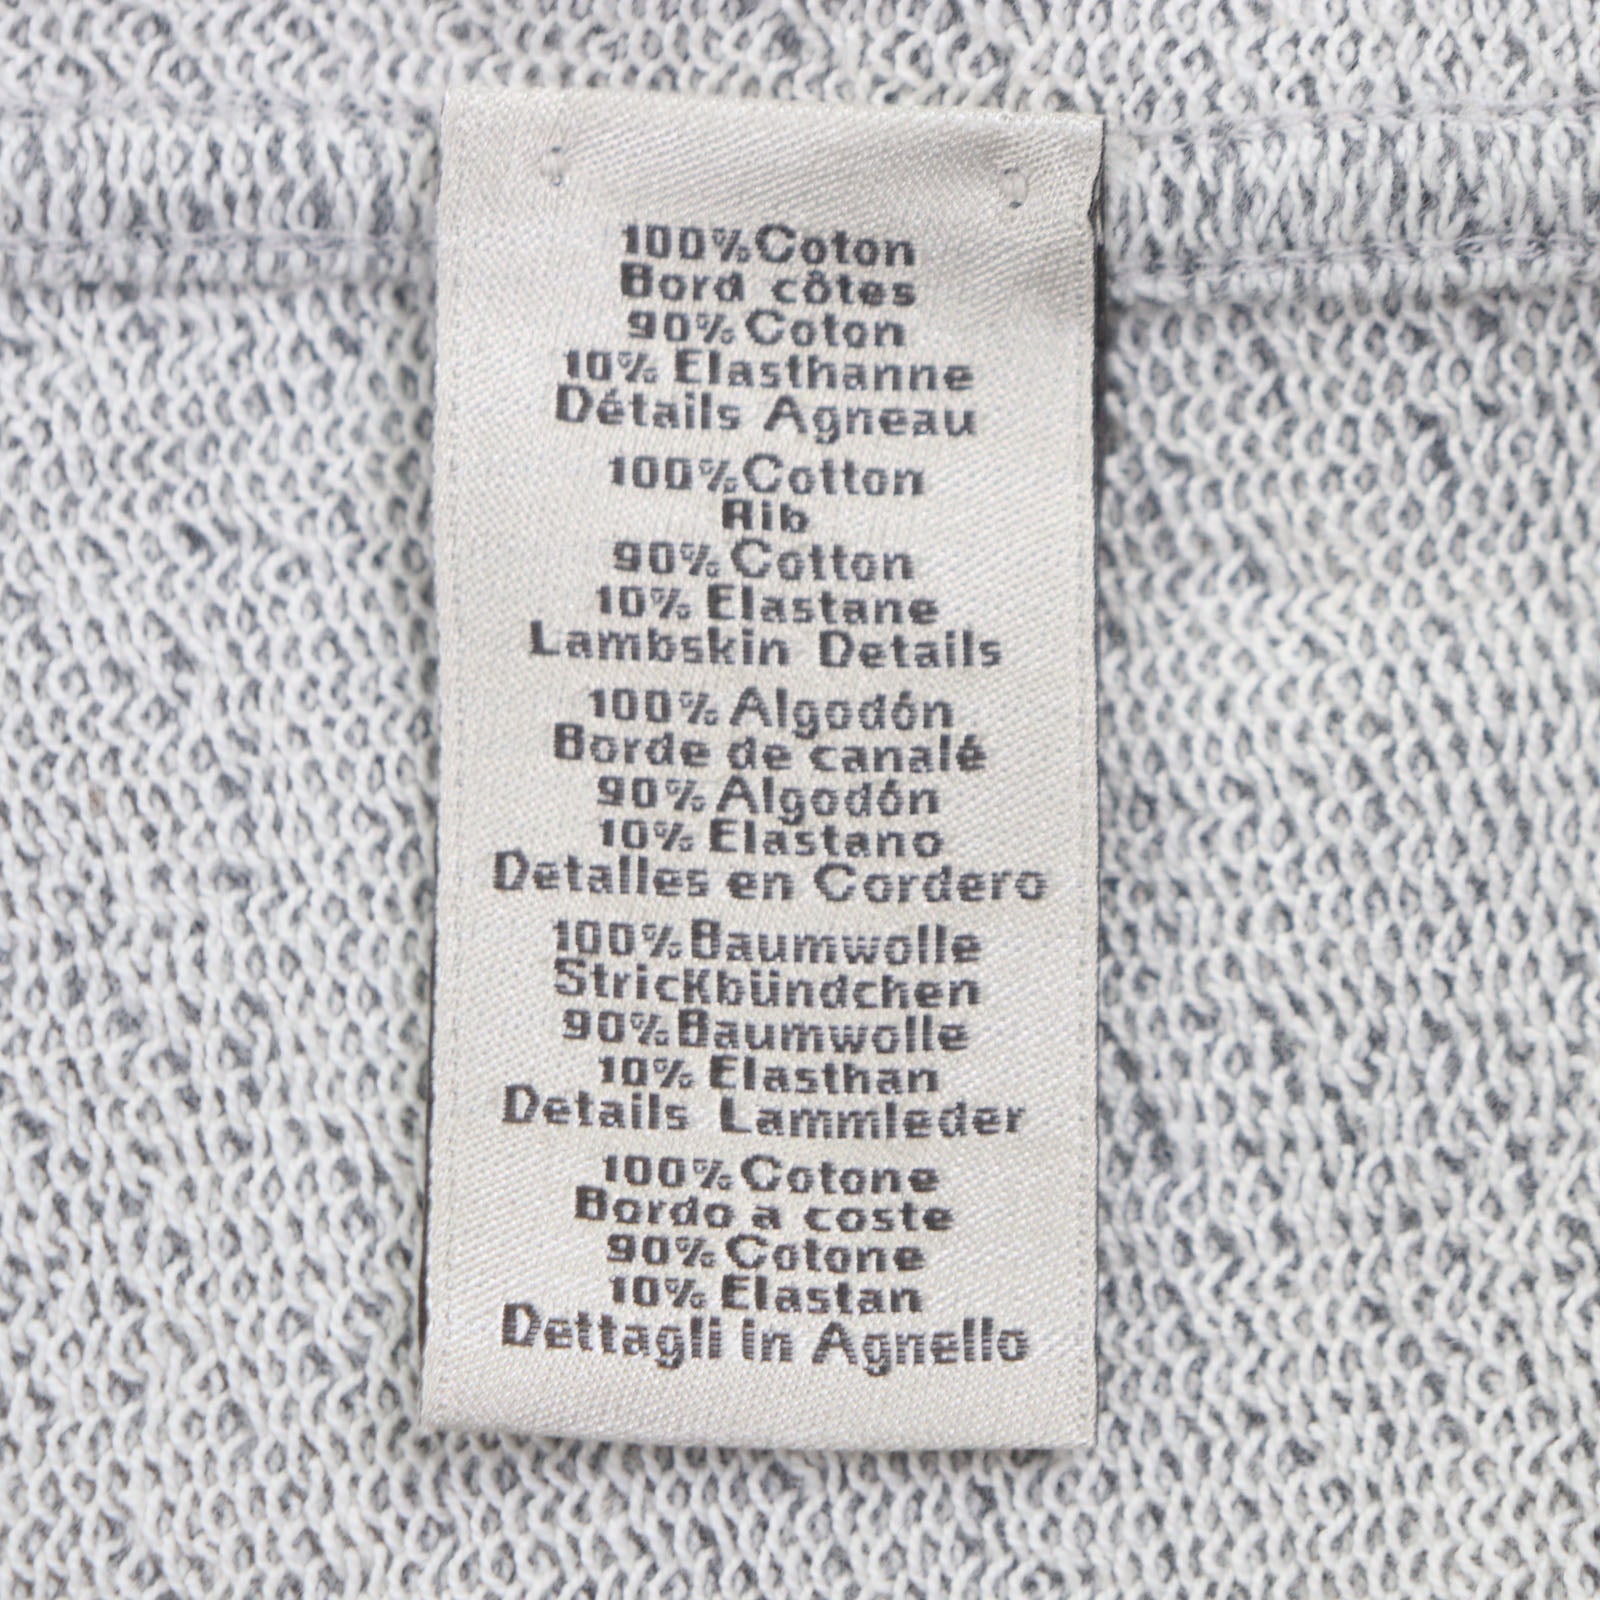 100% Coton
Bord côtes
90% Coton
10% Elasthanne
Détails Agneau
100% Cotton
Rib
90% Cotton
10% Elastane
Lambskin Details
100% Algodón
Borde de canalé
90% Algodón
10% Elastano
Detalles en Cordero
100% Baumwolle
Strickbündchen
90% Baumwolle
10% Elasthan
Details Lammleder
100% Cotone
Bordo a coste
90% Cotone
10% Elastan
Dettagli in Agnello